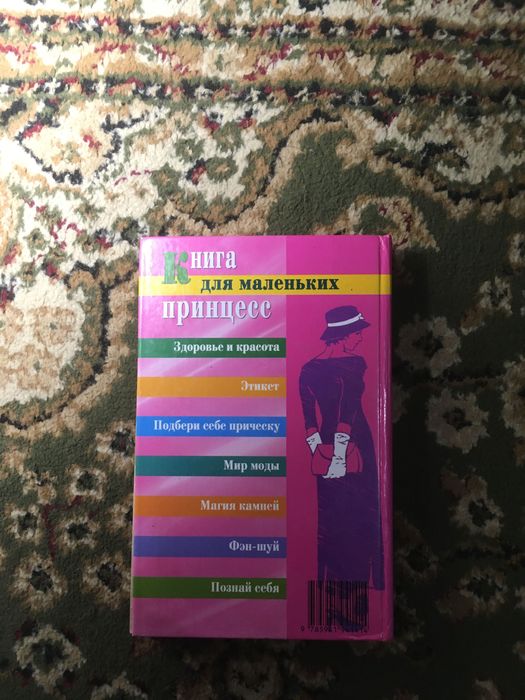 Книга
для маленьких
принцесс
Здоровье и красота
Этикет
Подбери себе прическу
Мир моды
Магия камней
Фэн-шуй
Познай себя